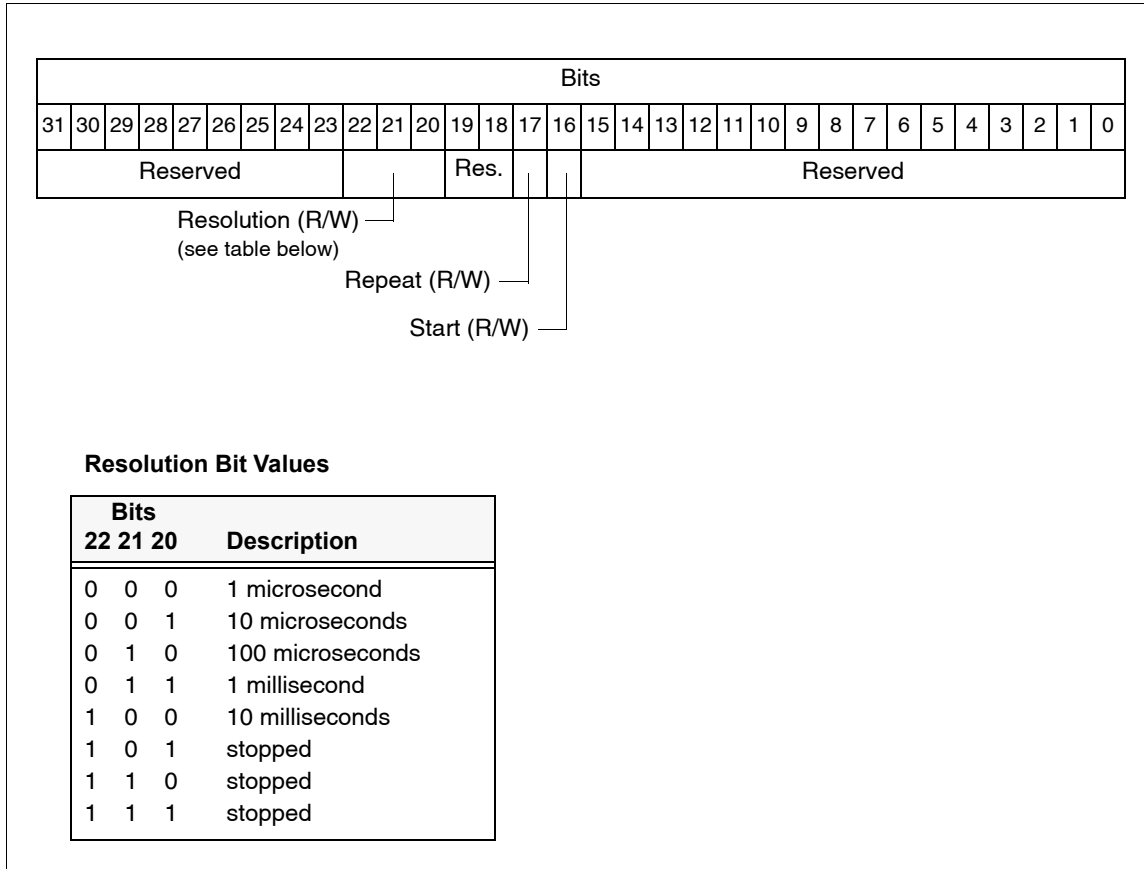 Bits
31 30 29 28 27 26 25 24 23 22 21 20 19 18 17 16 15 14 13 12 11 10 9 8 7 6 5 4 3 2 1 0
Reserved Res. Reserved
Resolution (R/W)
(see table below)
Repeat (R/W)
Start (R/W)
Resolution Bit Values
Bits
22 21 20 Description
0 0 0 1 microsecond
0 0 1 10 microseconds
0 1 0 100 microseconds
0 1 1 1 millisecond
1 0 0 10 milliseconds
1 0 1 stopped
1 1 0 stopped
1 1 1 stopped